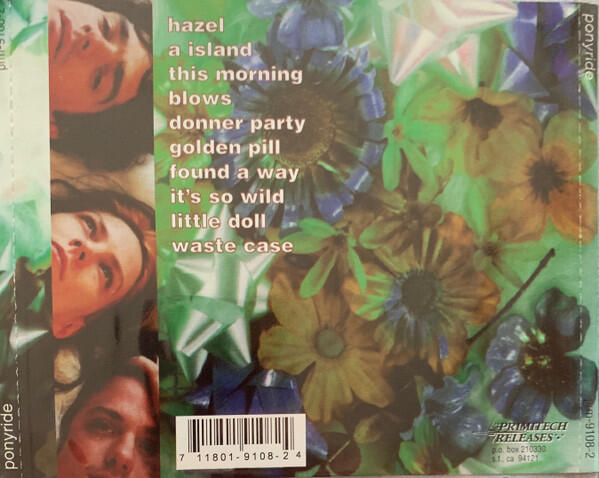 hazel
a island
this morning
blows
donner party
golden pill
found a way
it's so wild
little doll
waste case
7 11801-9108-2 4
PRIMITECH
RELEASES
p.o. box 210330
s.f., ca 94121
ponyride
ponyride
prim-9108-2